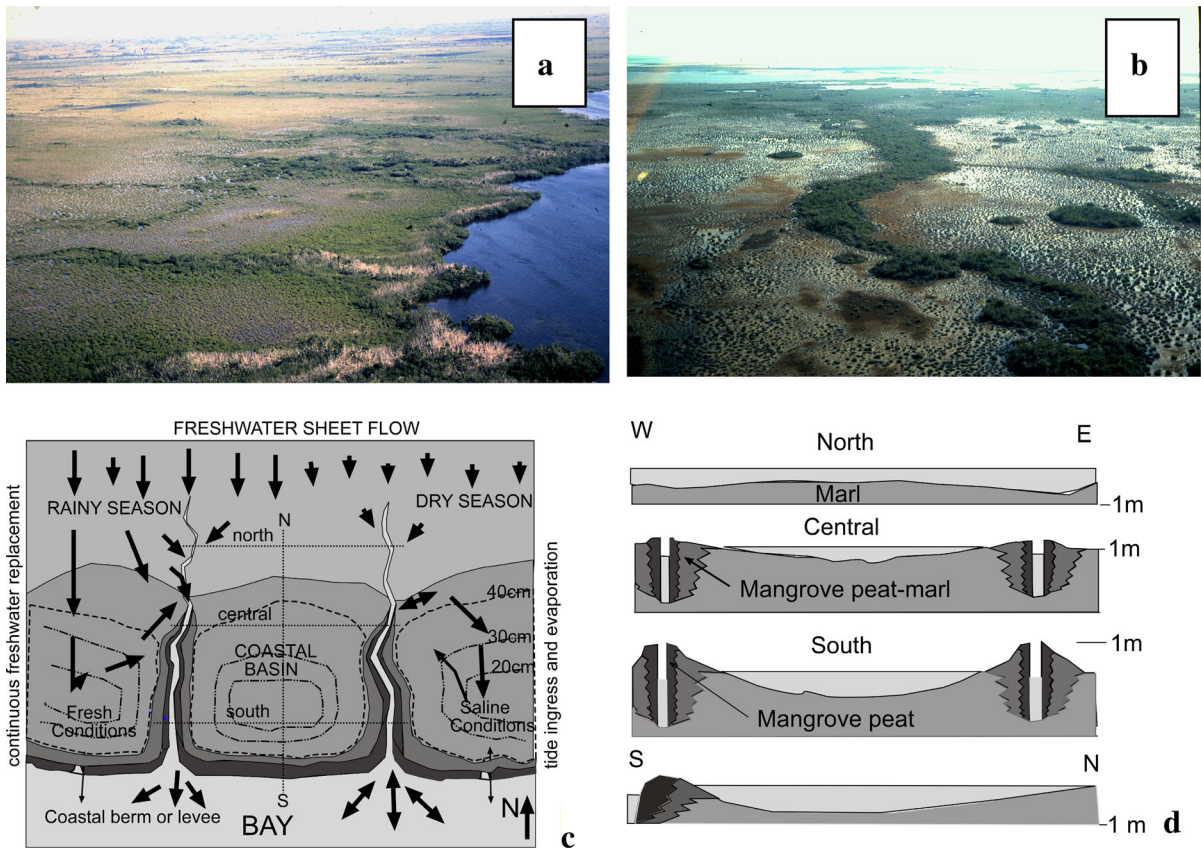 a
b
FRESHWATER SHEET FLOW
RAINY SEASON
DRY SEASON
N
north
continuous freshwater replacement
tide ingress and evaporation
40cm
central
30cm
COASTAL
BASIN
20cm
south
Fresh
Conditions
Saline
Conditions
S
Coastal berm or levee
BAY
N
c
W
E
North
Marl
1m
Central
1m
Mangrove peat-marl
South
1m
Mangrove peat
S
N
1 m
d